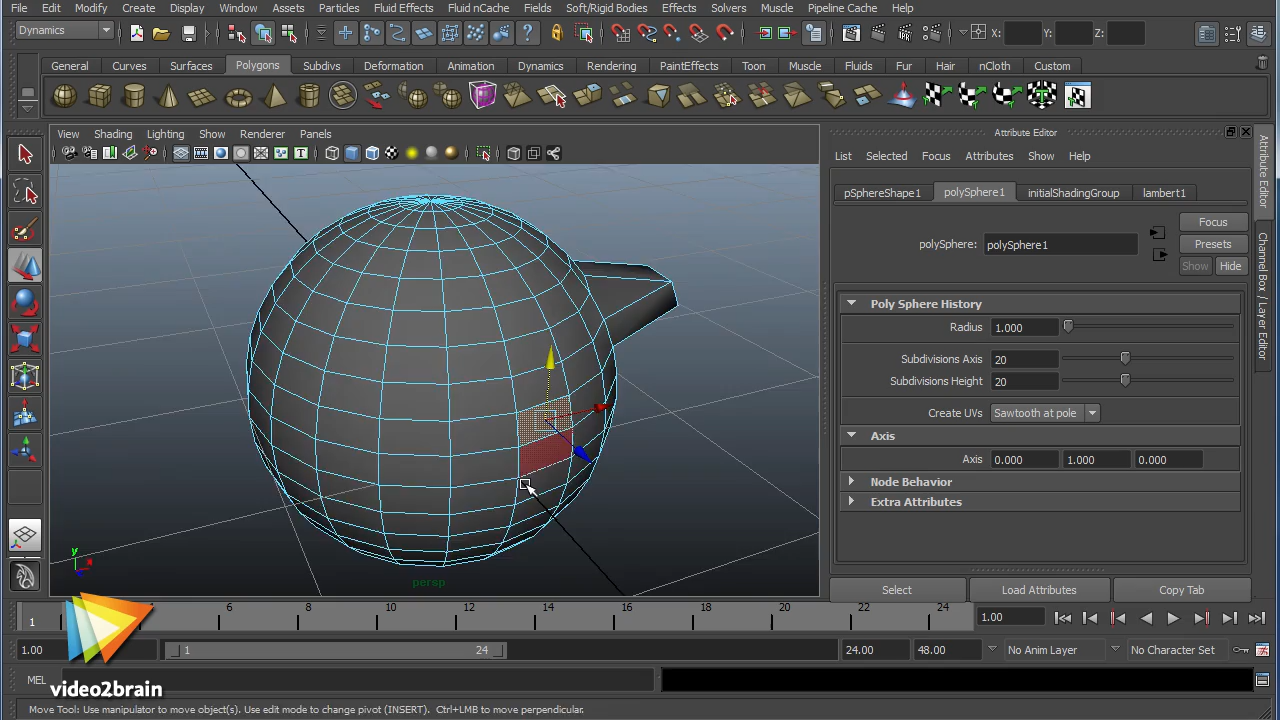 File Edit Modify Create Display Window Assets Particles Fluid Effects Fluid nCache Fields Soft/Rigid Bodies Effects Solvers Muscle Pipeline Cache Help
Dynamics X: Y: Z:
General Curves Surfaces Polygons Subdivs Deformation Animation Dynamics Rendering PaintEffects Toon Muscle Fluids Fur Hair nCloth Custom
View Shading Lighting Show Renderer Panels
Attribute Editor
List Selected Focus Attributes Show Help
pSphereShape1 polySphere1 initialShadingGroup lambert1
Focus
polySphere: polySphere1 Presets
Show Hide
Poly Sphere History
Radius 1.000
Subdivisions Axis 20
Subdivisions Height 20
Create UVs Sawtooth at pole
Axis
Axis 0.000 1.000 0.000
Node Behavior
Extra Attributes
Select Load Attributes Copy Tab
Attribute Editor
Channel Box / Layer Editor
y
persp
1 6 8 10 12 14 16 18 20 22 24 1.00
1.00 1 24 24.00 48.00 No Anim Layer No Character Set
MEL
video2brain
Move Tool: Use manipulator to move object(s). Use edit mode to change pivot (INSERT). Ctrl+LMB to move perpendicular.